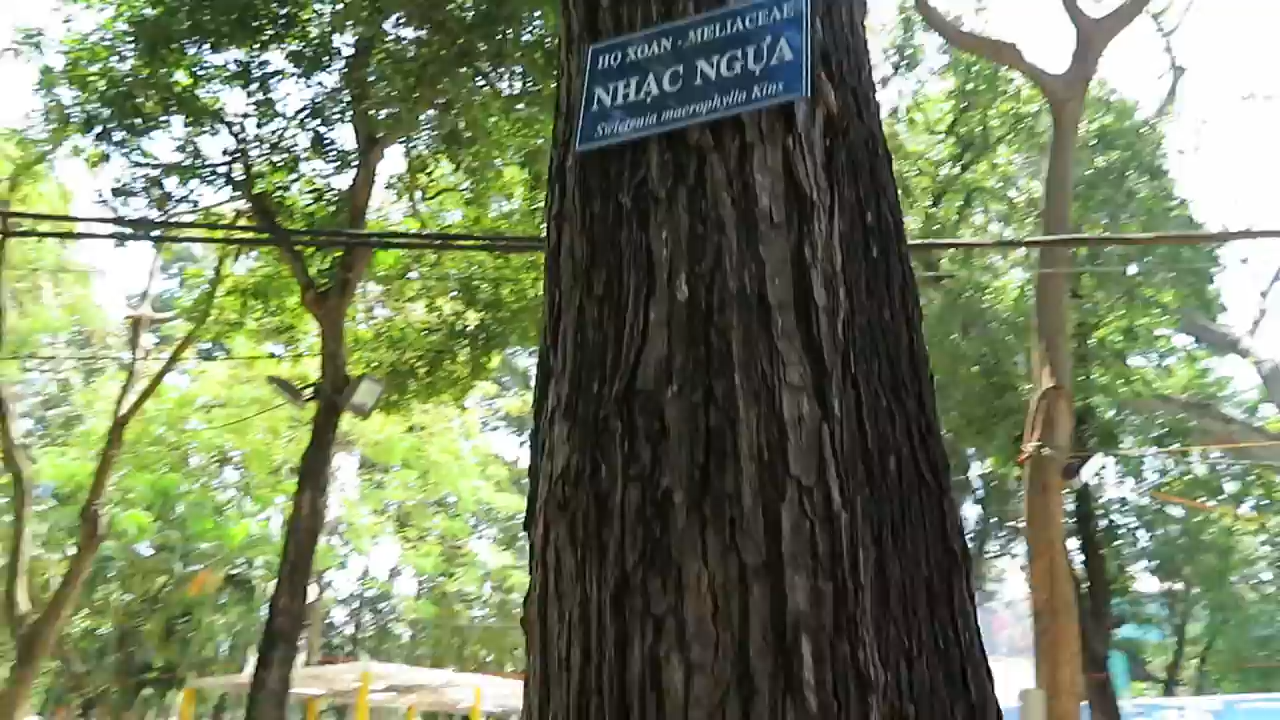 HỌ XOAN - MELIACEAE
NHẠC NGỰA
Swietenia macrophylla King